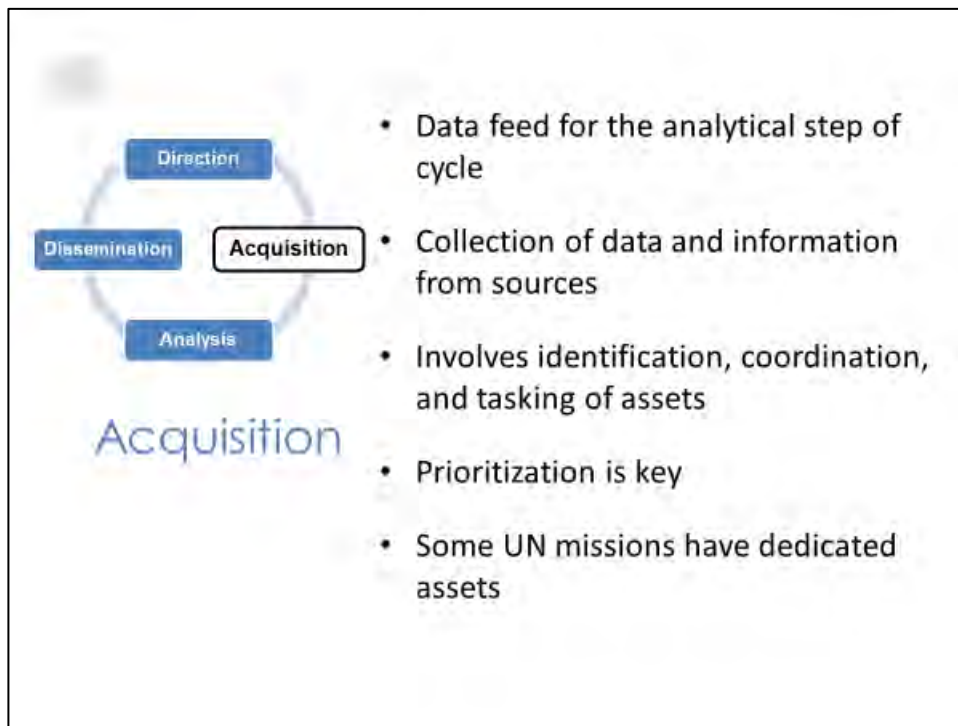 Direction
Dissemination
Acquisition
Analysis
Acquisition
• Data feed for the analytical step of
cycle
• Collection of data and information
from sources
• Involves identification, coordination,
and tasking of assets
• Prioritization is key
• Some UN missions have dedicated
assets